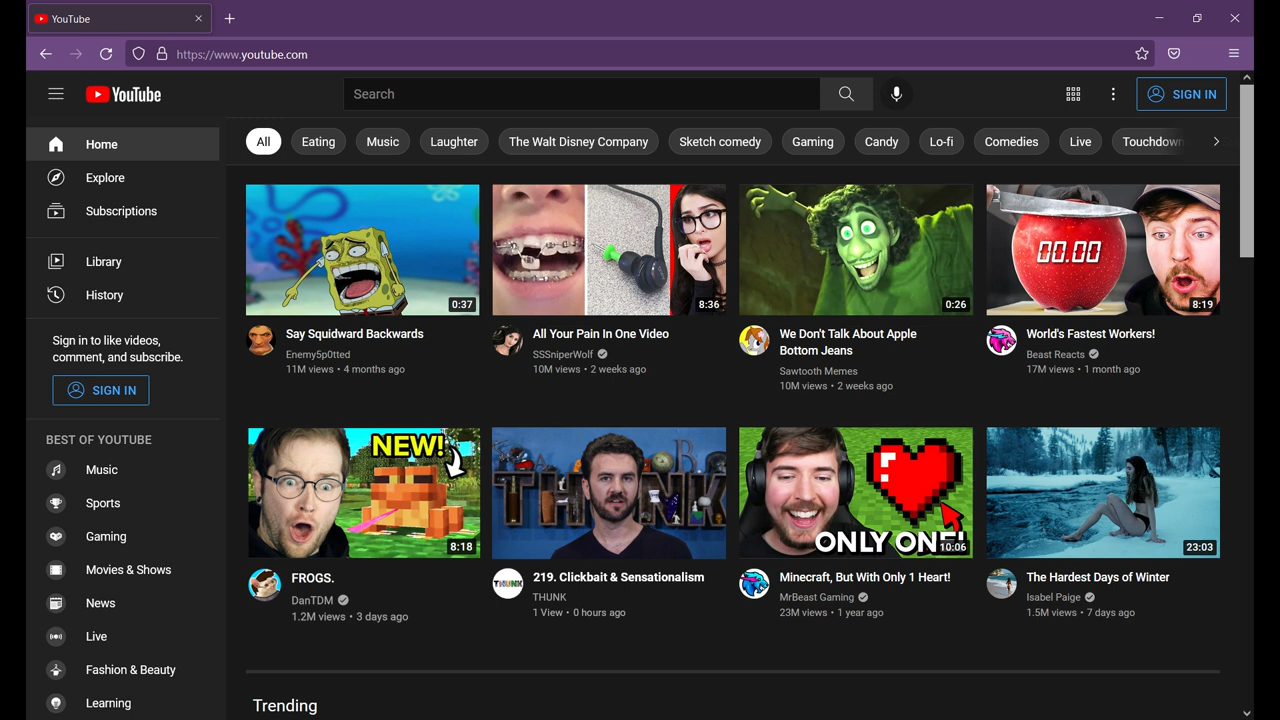 YouTube
https://www.youtube.com
YouTube
Search
SIGN IN
Home
Explore
Subscriptions
Library
History
Sign in to like videos,
comment, and subscribe.
SIGN IN
BEST OF YOUTUBE
Music
Sports
Gaming
Movies & Shows
News
Live
Fashion & Beauty
Learning
All
Eating
Music
Laughter
The Walt Disney Company
Sketch comedy
Gaming
Candy
Lo-fi
Comedies
Live
Touchdown
0:37
Say Squidward Backwards
Enemy5p0tted
11M views • 4 months ago
8:36
All Your Pain In One Video
SSSniperWolf
10M views • 2 weeks ago
0:26
We Don't Talk About Apple
Bottom Jeans
Sawtooth Memes
10M views • 2 weeks ago
00.00
8:19
World's Fastest Workers!
Beast Reacts
17M views • 1 month ago
NEW!
8:18
FROGS.
DanTDM
1.2M views • 3 days ago
THUNK
THUNK
219. Clickbait & Sensationalism
THUNK
1 View • 0 hours ago
ONLY ONE!
10:06
Minecraft, But With Only 1 Heart!
MrBeast Gaming
23M views • 1 year ago
23:03
The Hardest Days of Winter
Isabel Paige
1.5M views • 7 days ago
Trending